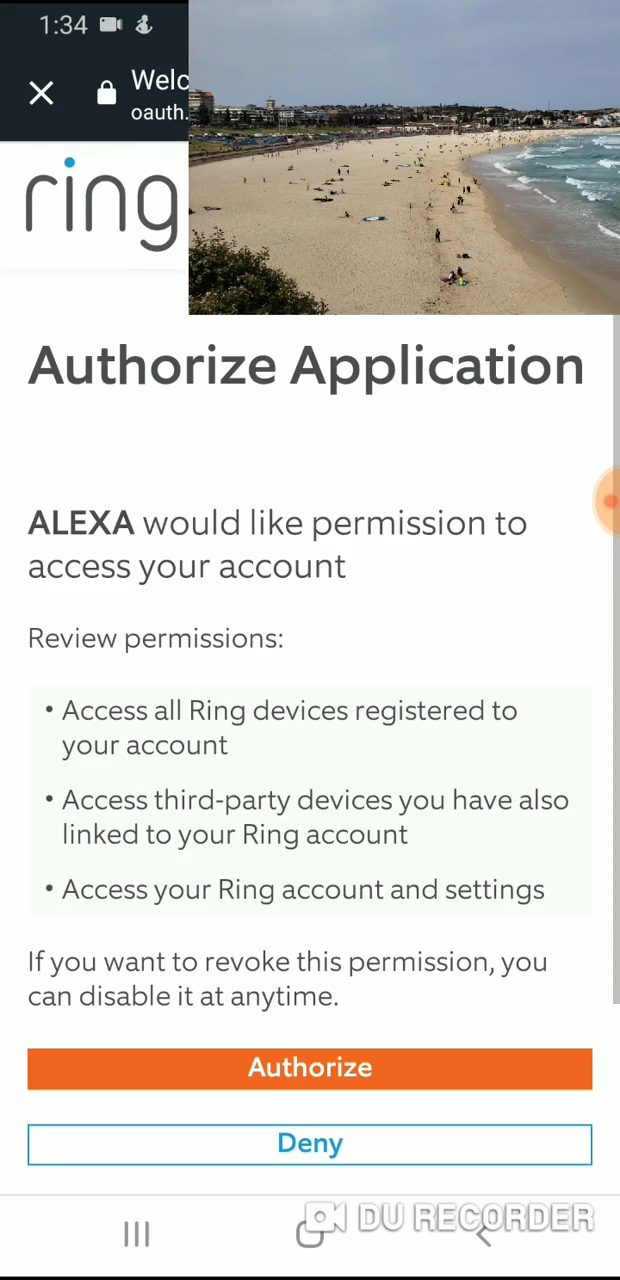 1:34
Welc
oauth.
ring
Authorize Application
ALEXA would like permission to
access your account
Review permissions:
• Access all Ring devices registered to
your account
• Access third-party devices you have also
linked to your Ring account
• Access your Ring account and settings
If you want to revoke this permission, you
can disable it at anytime.
Authorize
Deny
DU RECORDER